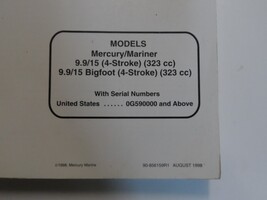 MODELS
Mercury/Mariner
9.9/15 (4-Stroke) (323 cc)
9.9/15 Bigfoot (4-Stroke) (323 cc)
With Serial Numbers
United States ...... 0G590000 and Above
Mercury Marine
AUGUST 1998